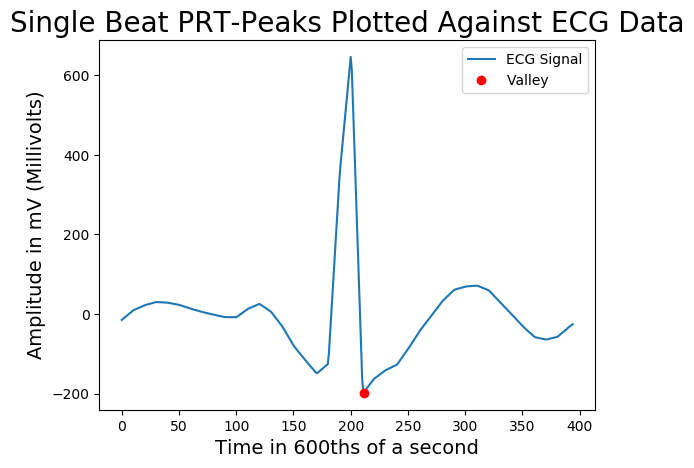 Single Beat PRT-Peaks Plotted Against ECG Data
ECG Signal
Valley
Amplitude in mV (Millivolts)
600
400
200
0
−200
0 50 100 150 200 250 300 350 400
Time in 600ths of a second